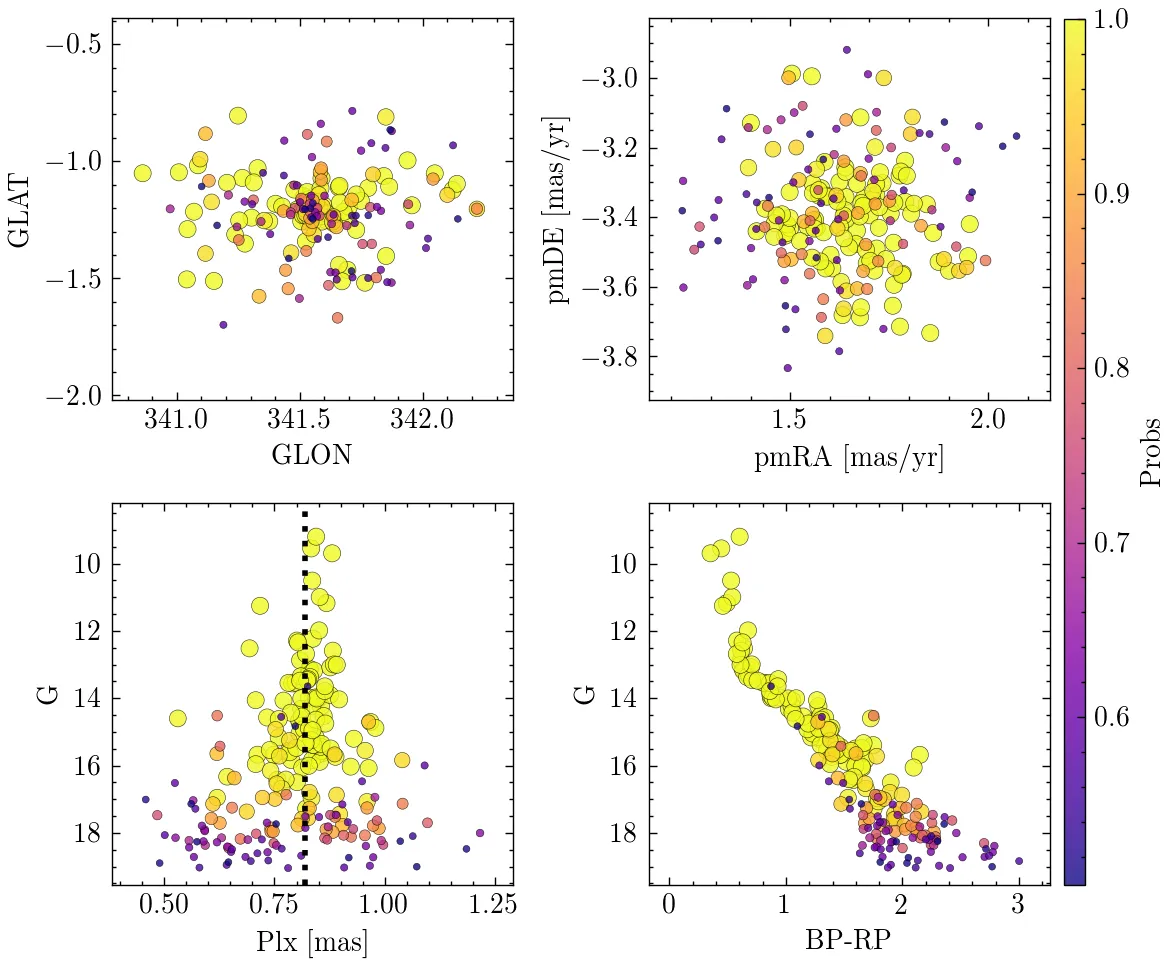 −0.5
−1.0
−1.5
−2.0
GLAT
341.0 341.5 342.0
GLON
−3.0
−3.2
−3.4
−3.6
−3.8
pmDE [mas/yr]
1.5 2.0
pmRA [mas/yr]
1.0
0.9
0.8
0.7
0.6
Probs
10
12
14
16
18
G
0.50 0.75 1.00 1.25
Plx [mas]
10
12
14
16
18
G
0 1 2 3
BP-RP